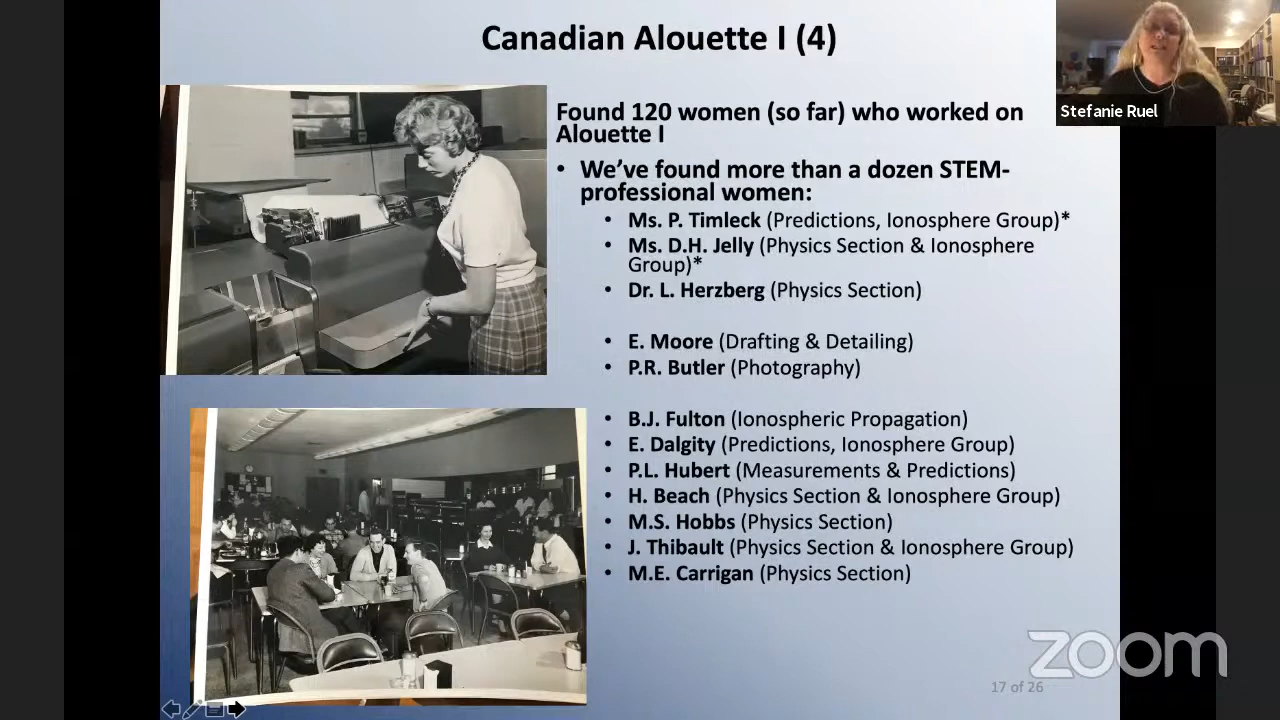 Canadian Alouette I (4)
Stefanie Ruel
Found 120 women (so far) who worked on
Alouette I
• We've found more than a dozen STEM-
professional women:
• Ms. P. Timleck (Predictions, Ionosphere Group)*
• Ms. D.H. Jelly (Physics Section & Ionosphere
Group)*
• Dr. L. Herzberg (Physics Section)
• E. Moore (Drafting & Detailing)
• P.R. Butler (Photography)
• B.J. Fulton (Ionospheric Propagation)
• E. Dalgity (Predictions, Ionosphere Group)
• P.L. Hubert (Measurements & Predictions)
• H. Beach (Physics Section & Ionosphere Group)
• M.S. Hobbs (Physics Section)
• J. Thibault (Physics Section & Ionosphere Group)
• M.E. Carrigan (Physics Section)
zoom
17 of 26